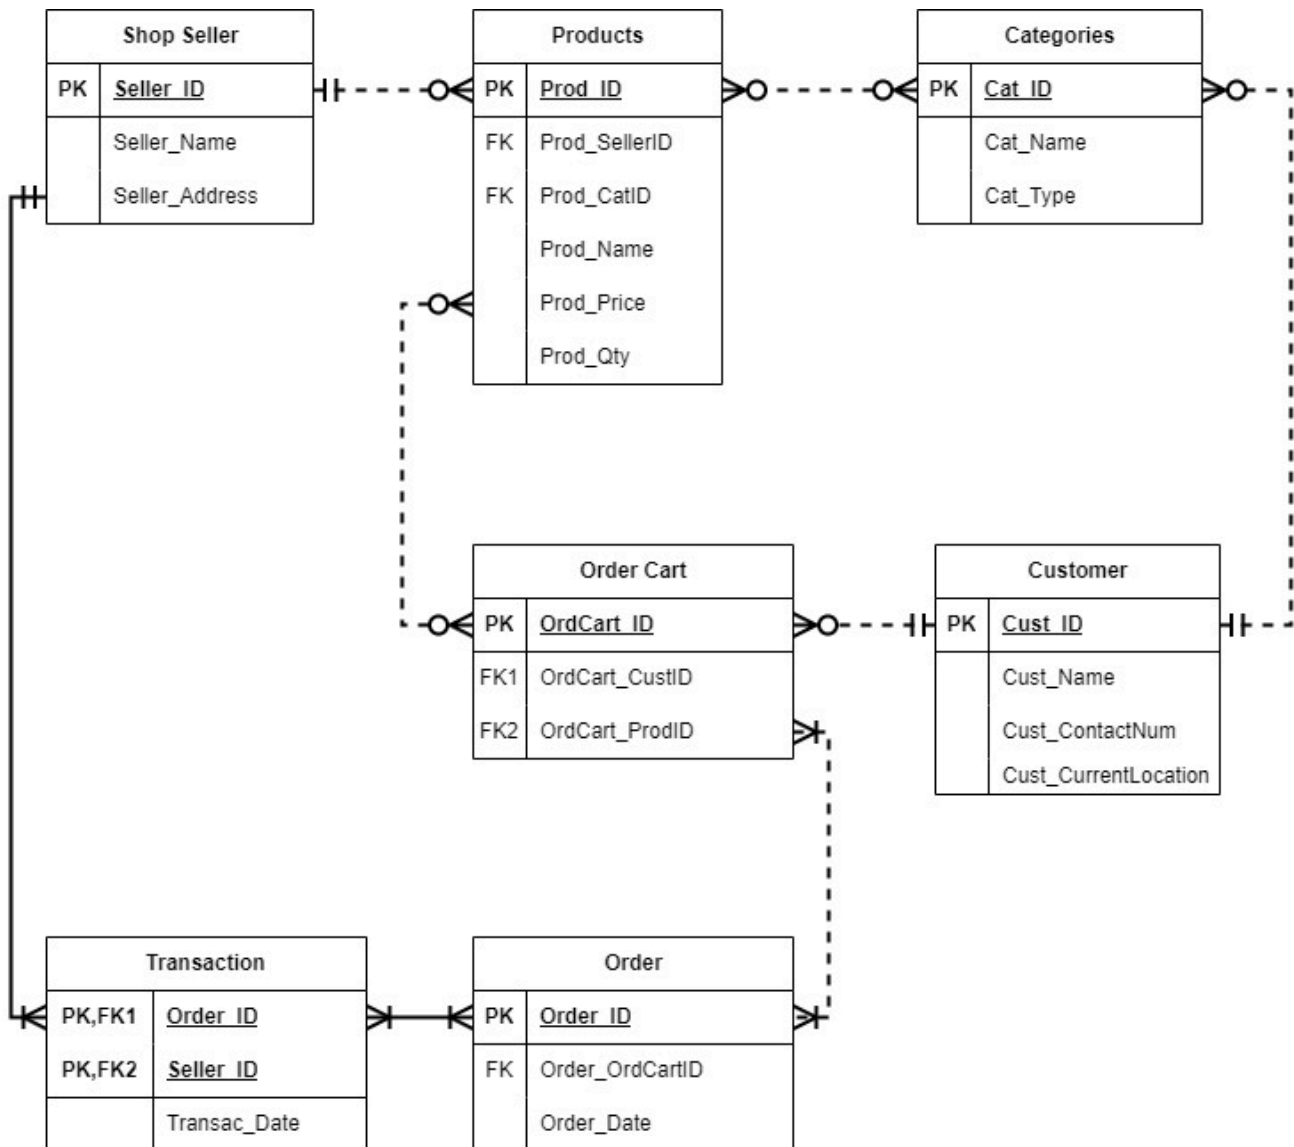 Shop Seller
PK Seller_ID
Seller_Name
Seller_Address
Products
PK Prod_ID
FK Prod_SellerID
FK Prod_CatID
Prod_Name
Prod_Price
Prod_Qty
Categories
PK Cat_ID
Cat_Name
Cat_Type
Order Cart
PK OrdCart_ID
FK1 OrdCart_CustID
FK2 OrdCart_ProdID
Customer
PK Cust_ID
Cust_Name
Cust_ContactNum
Cust_CurrentLocation
Transaction
PK,FK1 Order_ID
PK,FK2 Seller_ID
Transac_Date
Order
PK Order_ID
FK Order_OrdCartID
Order_Date